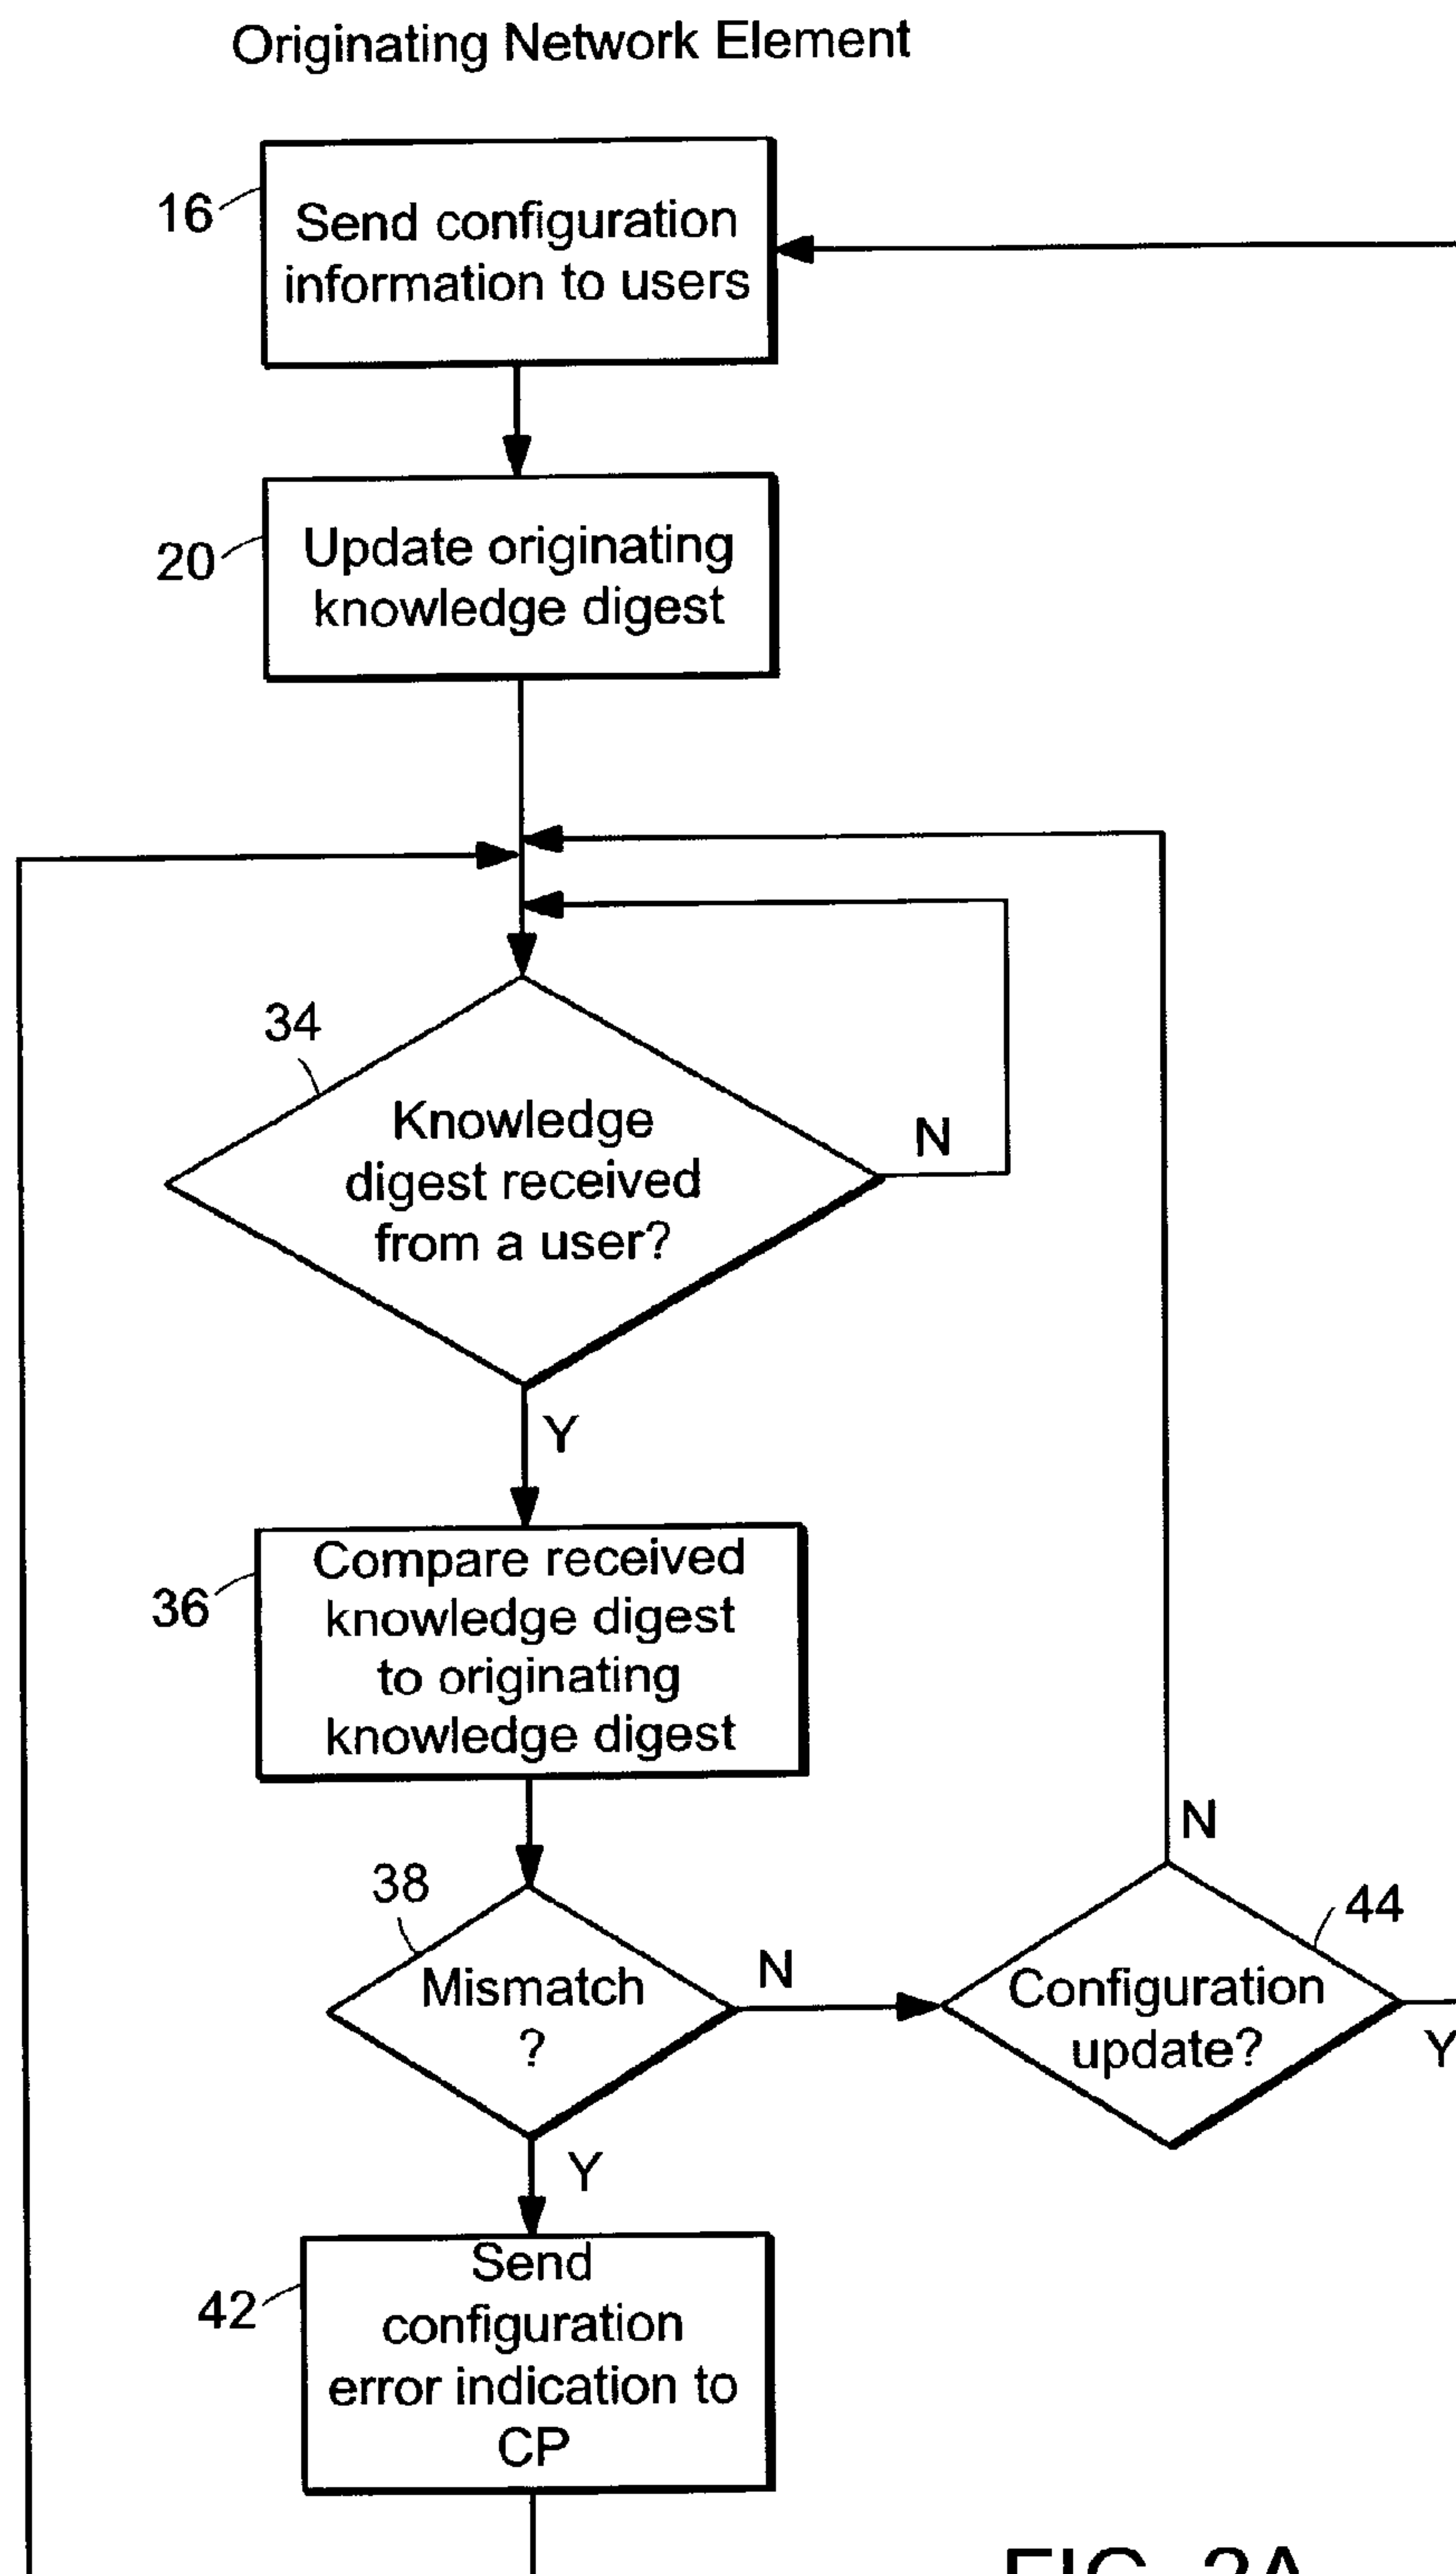 Originating Network Element
16
Send configuration
information to users
20
Update originating
knowledge digest
34
Knowledge
digest received
from a user?
N
Y
36
Compare received
knowledge digest
to originating
knowledge digest
N
38
44
Mismatch
?
N
Configuration
update?
Y
Y
42
Send
configuration
error indication to
CP
FIG. 2A